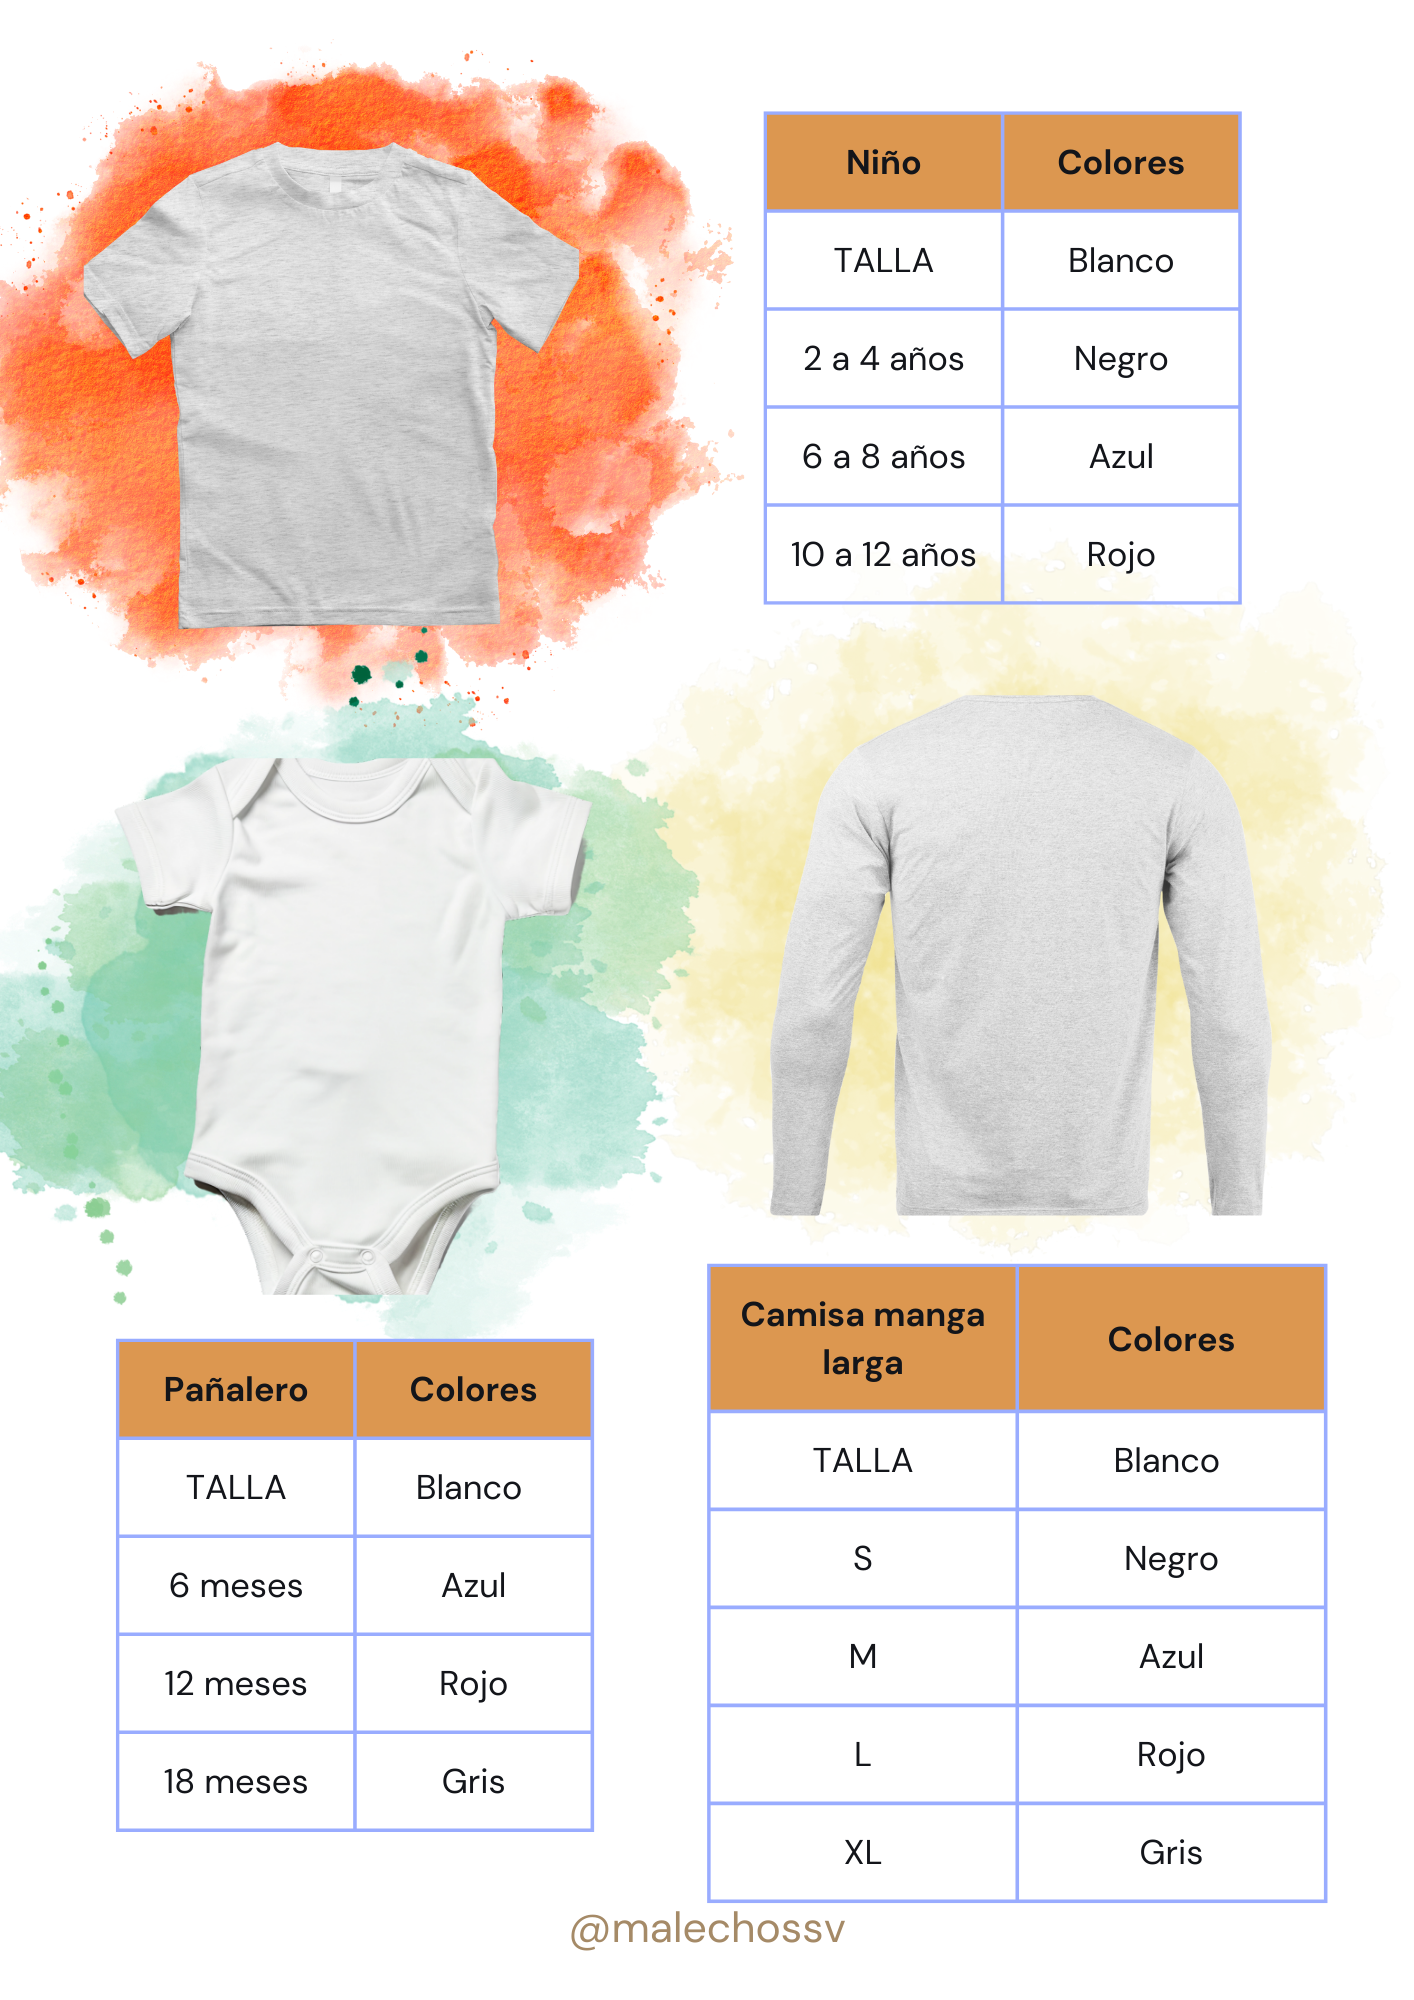 Niño Colores
TALLA Blanco
2 a 4 años Negro
6 a 8 años Azul
10 a 12 años Rojo
Pañalero Colores
TALLA Blanco
6 meses Azul
12 meses Rojo
18 meses Gris
Camisa manga
larga
Colores
TALLA Blanco
S Negro
M Azul
L Rojo
XL Gris
@malechossv